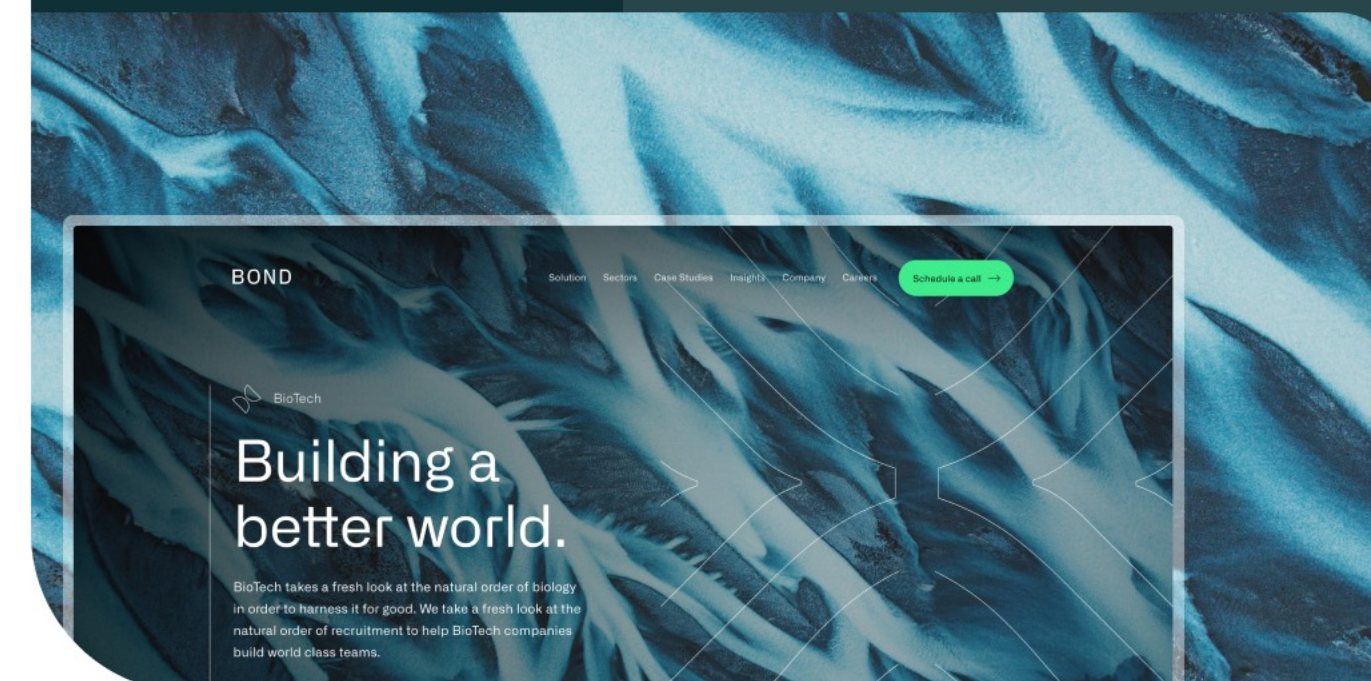 BOND
Solution Sectors Case Studies Insights Company Careers Schedule a call →
BioTech
Building a
better world.
BioTech takes a fresh look at the natural order of biology
in order to harness it for good. We take a fresh look at the
natural order of recruitment to help BioTech companies
build world class teams.